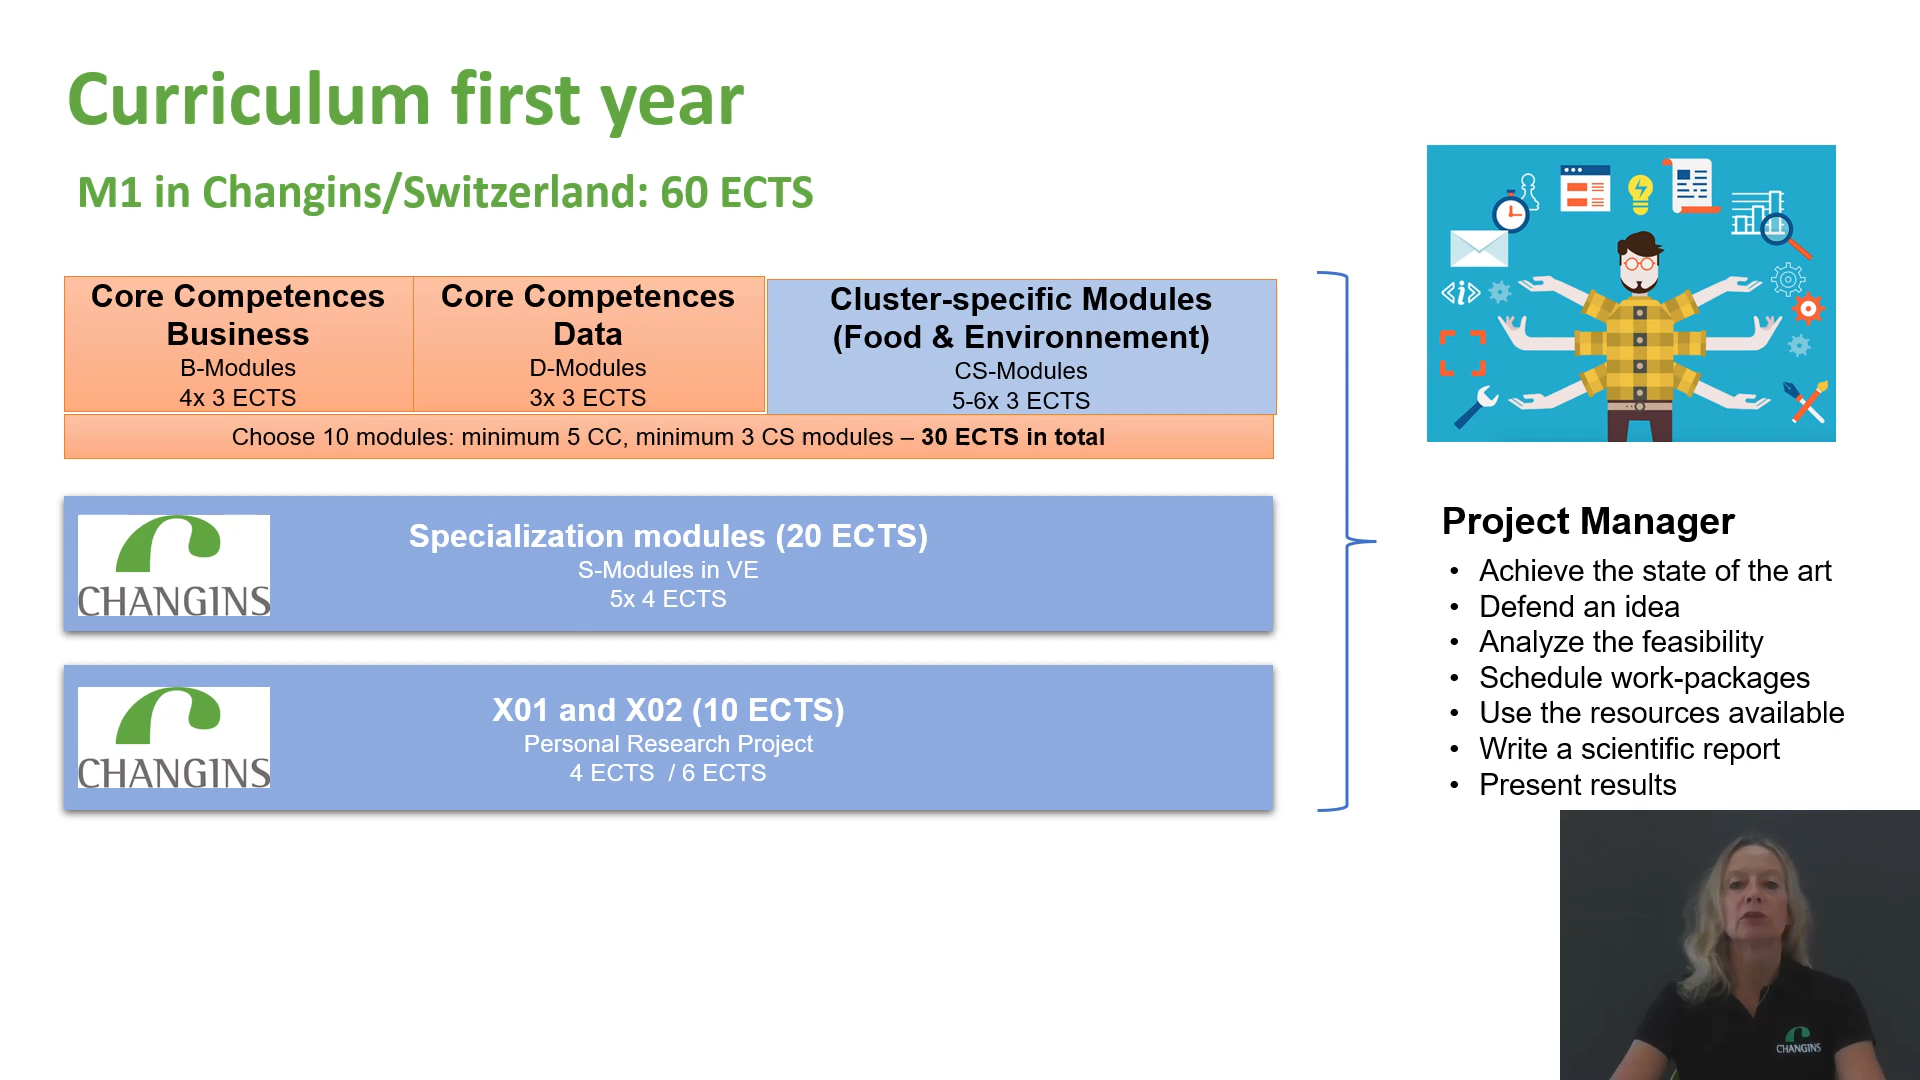 Curriculum first year
M1 in Changins/Switzerland: 60 ECTS
Core Competences
Business
B-Modules
4x 3 ECTS
Core Competences
Data
D-Modules
3x 3 ECTS
Cluster-specific Modules
(Food & Environnement)
CS-Modules
5-6x 3 ECTS
Choose 10 modules: minimum 5 CC, minimum 3 CS modules – 30 ECTS in total
CHANGINS
Specialization modules (20 ECTS)
S-Modules in VE
5x 4 ECTS
CHANGINS
X01 and X02 (10 ECTS)
Personal Research Project
4 ECTS / 6 ECTS
Project Manager
• Achieve the state of the art
• Defend an idea
• Analyze the feasibility
• Schedule work-packages
• Use the resources available
• Write a scientific report
• Present results
CHANGINS